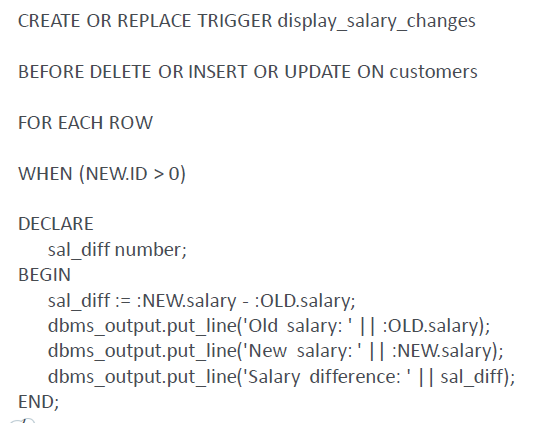 CREATE OR REPLACE TRIGGER display_salary_changes
BEFORE DELETE OR INSERT OR UPDATE ON customers
FOR EACH ROW
WHEN (NEW.ID > 0)
DECLARE
sal_diff number;
BEGIN
sal_diff := :NEW.salary - :OLD.salary;
dbms_output.put_line('Old salary: ' || :OLD.salary);
dbms_output.put_line('New salary: ' || :NEW.salary);
dbms_output.put_line('Salary difference: ' || sal_diff);
END;